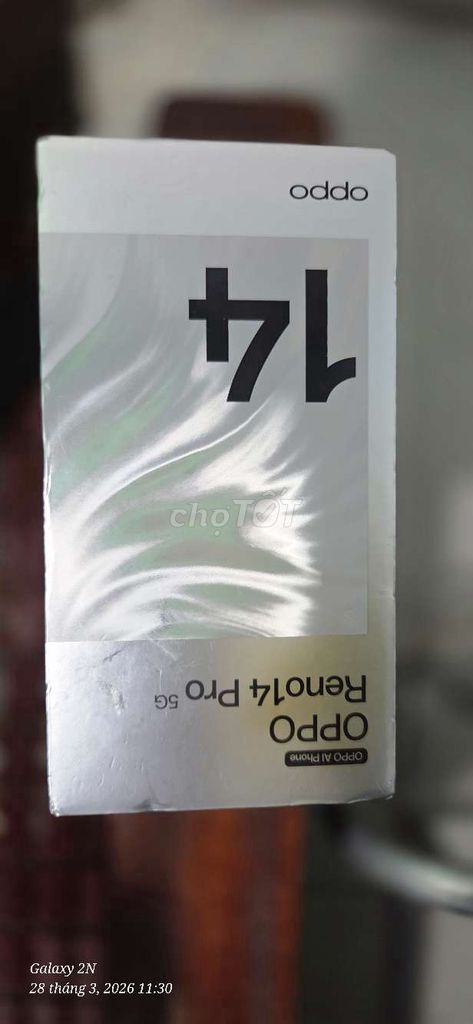 OPPO AI Phone
OPPO
Reno14 Pro 5G
14
oppo
chợTỐT
Galaxy 2N
28 tháng 3, 2026 11:30